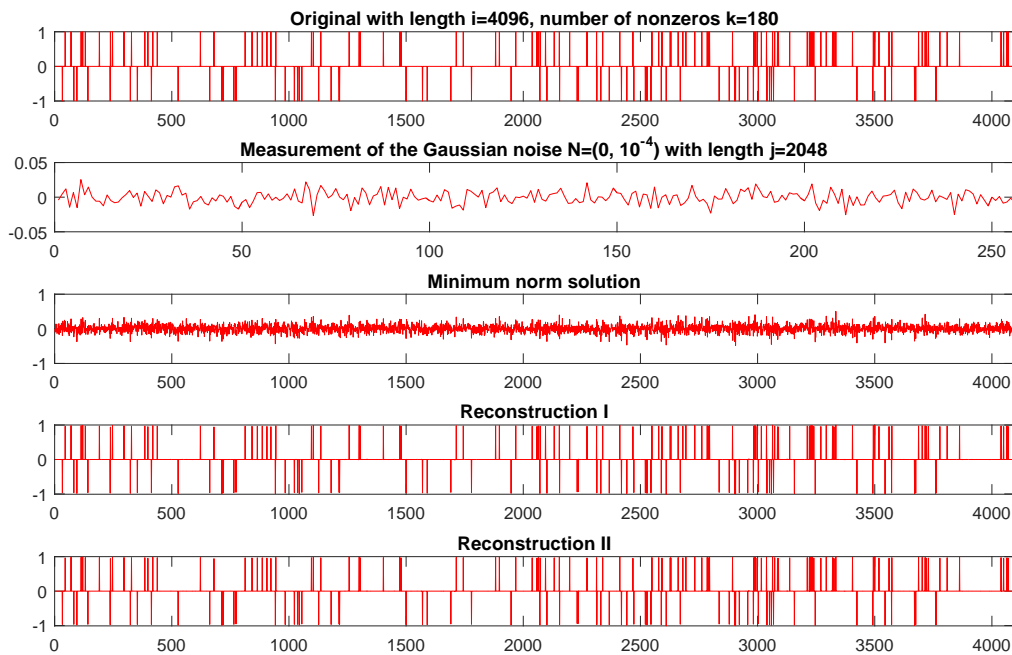 Original with length i=4096, number of nonzeros k=180
1
0
-1
0 500 1000 1500 2000 2500 3000 3500 4000
Measurement of the Gaussian noise N=(0, 10^-4) with length j=2048
0.05
0
-0.05
0 50 100 150 200 250
Minimum norm solution
1
0
-1
0 500 1000 1500 2000 2500 3000 3500 4000
Reconstruction I
1
0
-1
0 500 1000 1500 2000 2500 3000 3500 4000
Reconstruction II
1
0
-1
0 500 1000 1500 2000 2500 3000 3500 4000